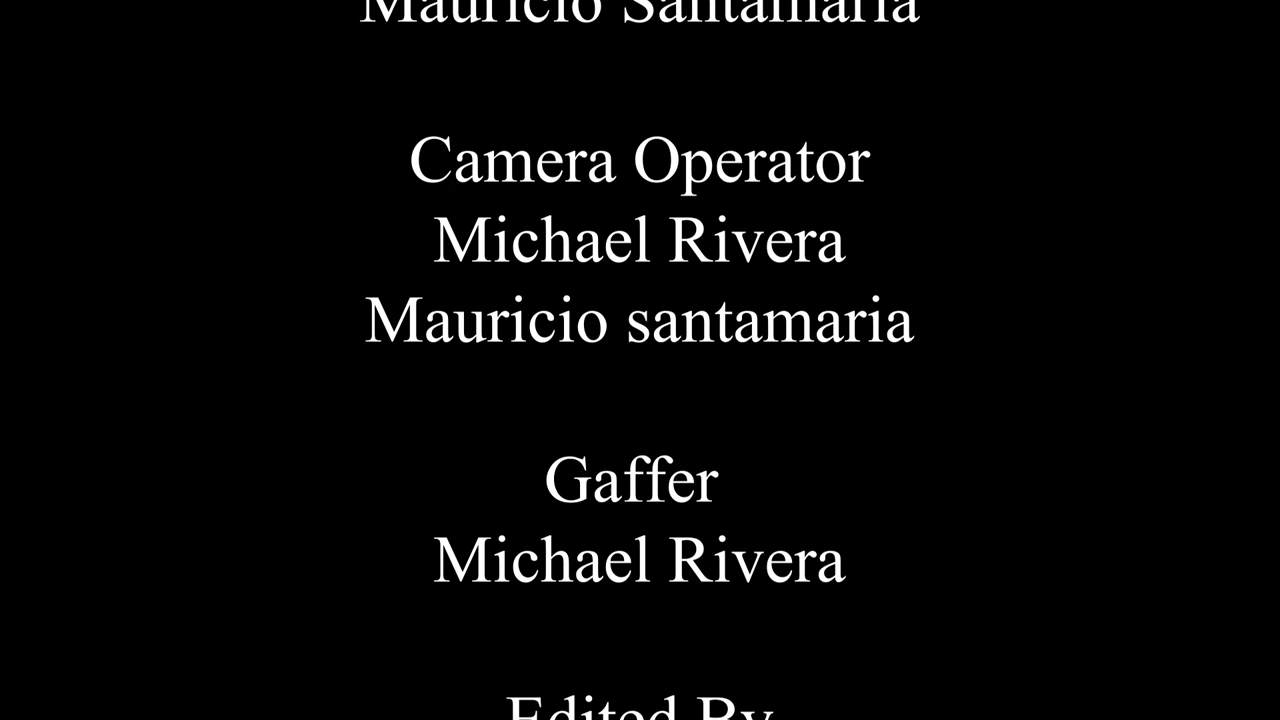 Mauricio Santamaria
Camera Operator
Michael Rivera
Mauricio santamaria
Gaffer
Michael Rivera
Edited By